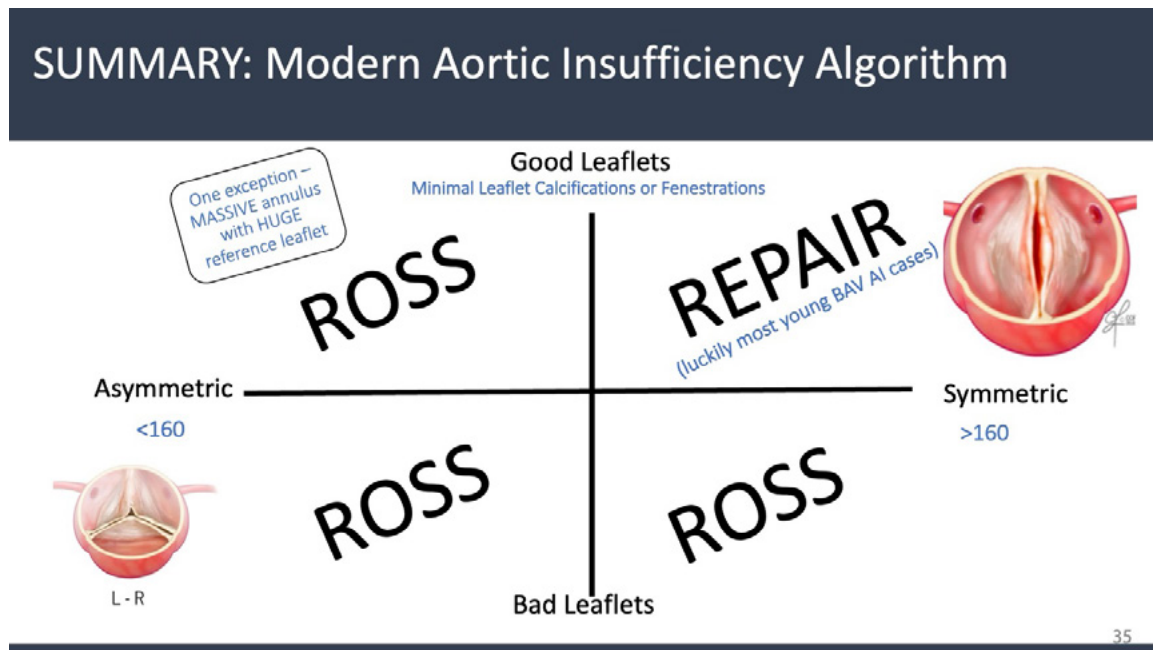 SUMMARY: Modern Aortic Insufficiency Algorithm
One exception –
MASSIVE annulus
with HUGE
reference leaflet
Good Leaflets
Minimal Leaflet Calcifications or Fenestrations
ROSS
REPAIR
(luckily most young BAV AI cases)
Asymmetric
<160
Symmetric
>160
ROSS
ROSS
L - R
Bad Leaflets
35